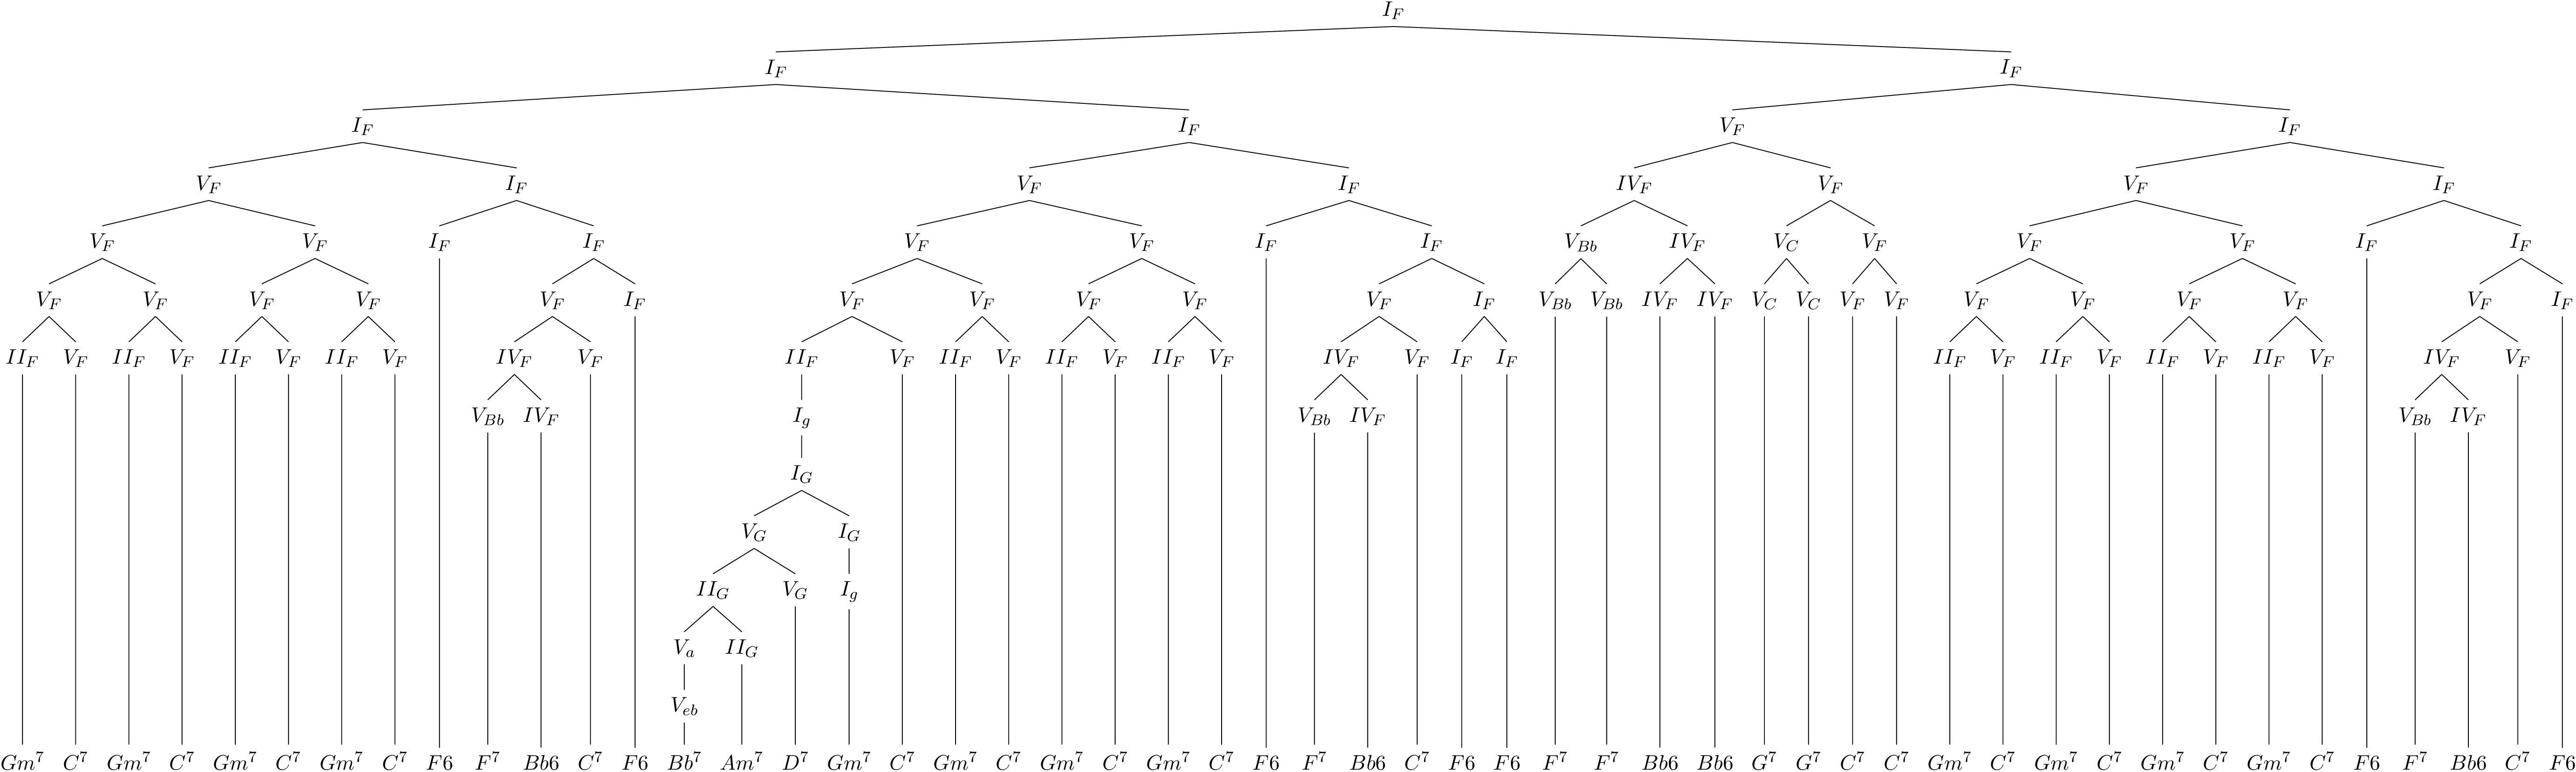 I_F
I_F I_F
I_F I_F V_F I_F
V_F I_F V_F I_F IV_F V_F V_F I_F
V_F V_F I_F I_F V_F V_F I_F I_F V_{Bb} IV_F V_C V_F V_F V_F I_F I_F
V_F V_F V_F V_F V_F I_F V_F V_F V_F V_F V_F I_F V_{Bb} V_{Bb} IV_F IV_F V_C V_C V_F V_F V_F V_F V_F V_F V_F I_F
II_F V_F II_F V_F II_F V_F II_F V_F IV_F V_F II_F V_F II_F V_F II_F V_F II_F V_F IV_F V_F I_F I_F II_F V_F II_F V_F II_F V_F II_F V_F IV_F V_F
V_{Bb} IV_F I_g V_{Bb} IV_F V_{Bb} IV_F
I_G
V_G I_G
II_G V_G I_g
V_a II_G
V_{eb}
Gm^7 C^7 Gm^7 C^7 Gm^7 C^7 Gm^7 C^7 F6 F^7 Bb6 C^7 F6 Bb^7 Am^7 D^7 Gm^7 C^7 Gm^7 C^7 Gm^7 C^7 Gm^7 C^7 F6 F^7 Bb6 C^7 F6 F6 F^7 F^7 Bb6 Bb6 G^7 G^7 C^7 C^7 Gm^7 C^7 Gm^7 C^7 Gm^7 C^7 Gm^7 C^7 F6 F^7 Bb6 C^7 F6